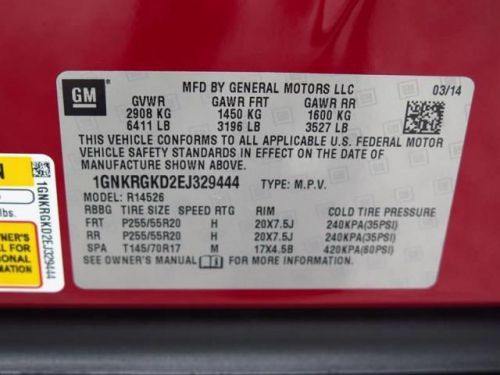 GM
MFD BY GENERAL MOTORS LLC 03/14
GVWR GAWR FRT GAWR RR
2908 KG 1450 KG 1600 KG
6411 LB 3196 LB 3527 LB
THIS VEHICLE CONFORMS TO ALL APPLICABLE U.S. FEDERAL MOTOR
VEHICLE SAFETY STANDARDS IN EFFECT ON THE DATE OF
MANUFACTURE SHOWN ABOVE.
1GNKRGKD2EJ329444 TYPE: M.P.V.
MODEL: R14526
RBBG TIRE SIZE SPEED RTG RIM COLD TIRE PRESSURE
FRT P255/55R20 H 20X7.5J 240KPA(35PSI)
RR P255/55R20 H 20X7.5J 240KPA(35PSI)
SPA T145/70R17 M 17X4.5B 420KPA(60PSI)
SEE OWNER'S MANUAL FOR MORE INFORMATION
1GNKRGKD2EJ329444
lbs.
OWNER'S